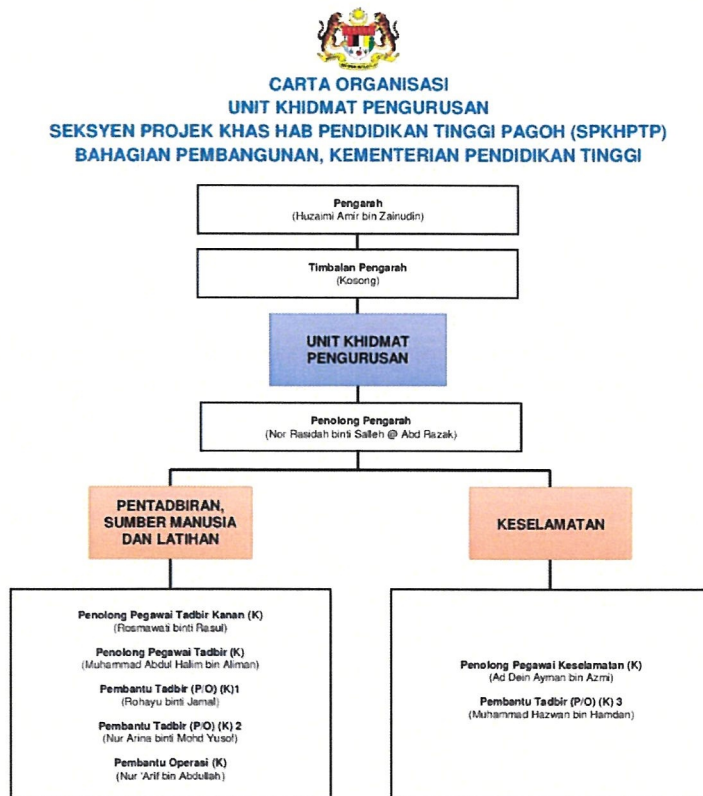 CARTA ORGANISASI
UNIT KHIDMAT PENGURUSAN
SEKSYEN PROJEK KHAS HAB PENDIDIKAN TINGGI PAGOH (SPKHPTP)
BAHAGIAN PEMBANGUNAN, KEMENTERIAN PENDIDIKAN TINGGI
Pengarah
(Huzaimi Amir bin Zainudin)
Timbalan Pengarah
(Kosong)
UNIT KHIDMAT
PENGURUSAN
Penolong Pengarah
(Nor Rasidah binti Salleh @ Abd Razak)
PENTADBIRAN,
SUMBER MANUSIA
DAN LATIHAN
Penolong Pegawai Tadbir Kanan (K)
(Rosmawati binti Rasul)
Penolong Pegawai Tadbir (K)
(Muhammad Abdul Halim bin Aliman)
Pembantu Tadbir (P/O) (K)1
(Rohayu binti Jamal)
Pembantu Tadbir (P/O) (K) 2
(Nur Arina binti Mohd Yusof)
Pembantu Operasi (K)
(Nur 'Arif bin Abdullah)
KESELAMATAN
Penolong Pegawai Keselamatan (K)
(Ad Dein Ayman bin Azmi)
Pembantu Tadbir (P/O) (K) 3
(Muhammad Hazwan bin Hamdan)